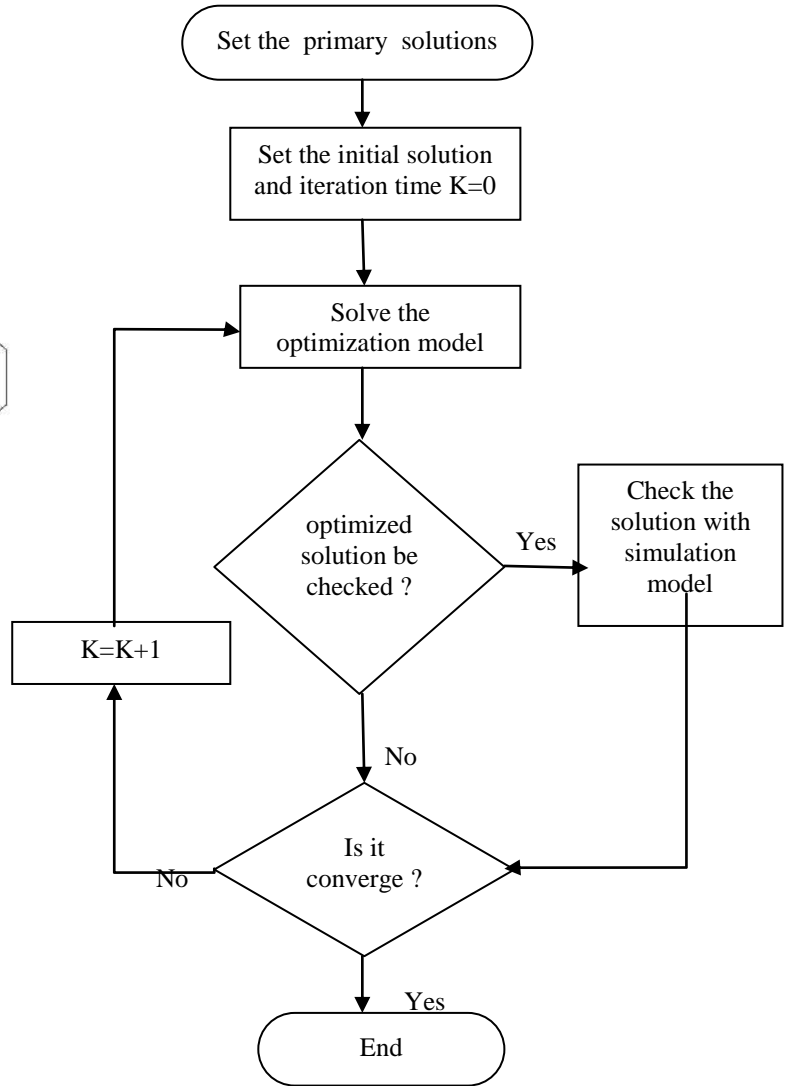 Set the primary solutions
Set the initial solution
and iteration time K=0
Solve the
optimization model
optimized
solution be
checked ?
Yes
Check the
solution with
simulation
model
K=K+1
No
Is it
converge ?
No
Yes
End